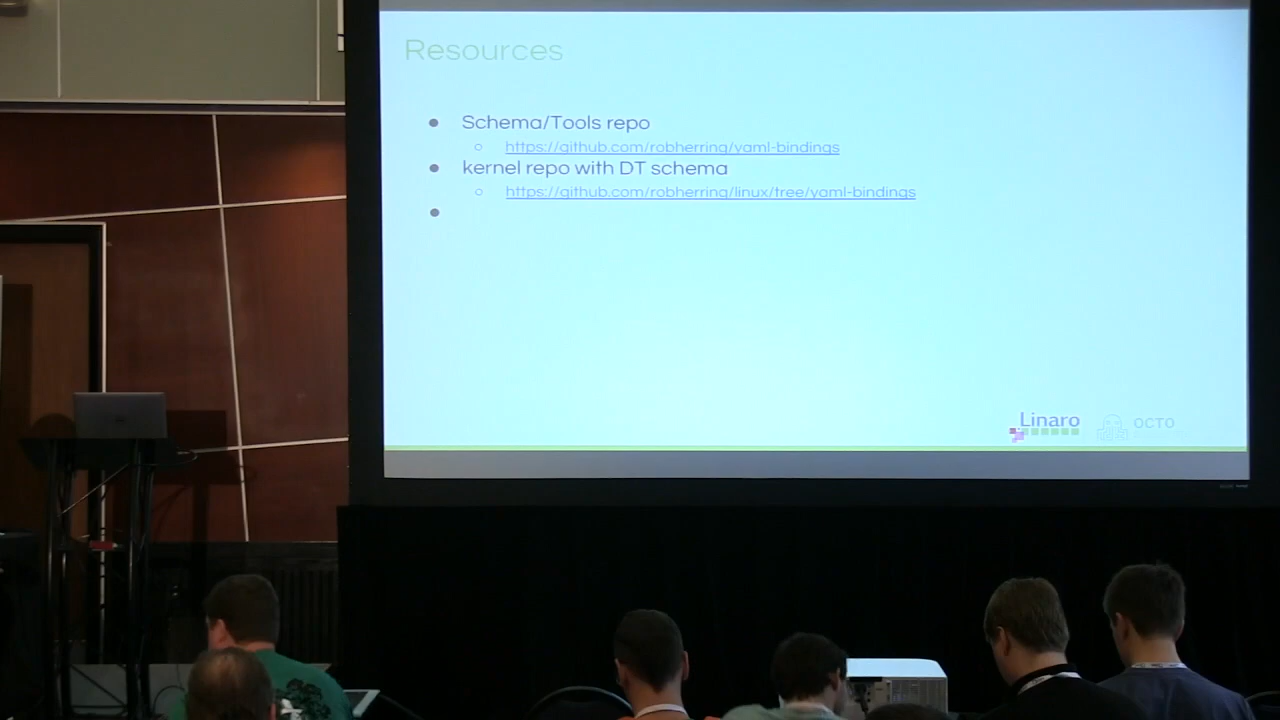 Resources
Schema/Tools repo
https://github.com/robherring/yaml-bindings
kernel repo with DT schema
https://github.com/robherring/linux/tree/yaml-bindings
Linaro
OCTO